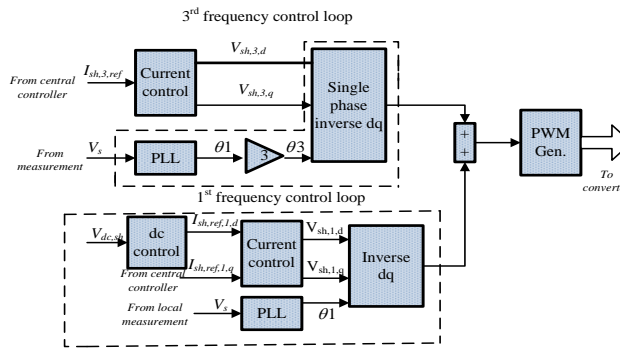 3rd frequency control loop
V_sh,3,d
I_sh,3,ref
From central
controller
Current
control
V_sh,3,q
Single
phase
inverse dq
+
+
PWM
Gen.
To
convert
From
measurement
V_s
PLL
θ1
3
θ3
1st frequency control loop
V_dc,sh
dc
control
I_sh,ref,1,d
I_sh,ref,1,q
From central
controller
Current
control
V_sh,1,d
V_sh,1,q
Inverse
dq
From local
measurement
V_s
PLL
θ1